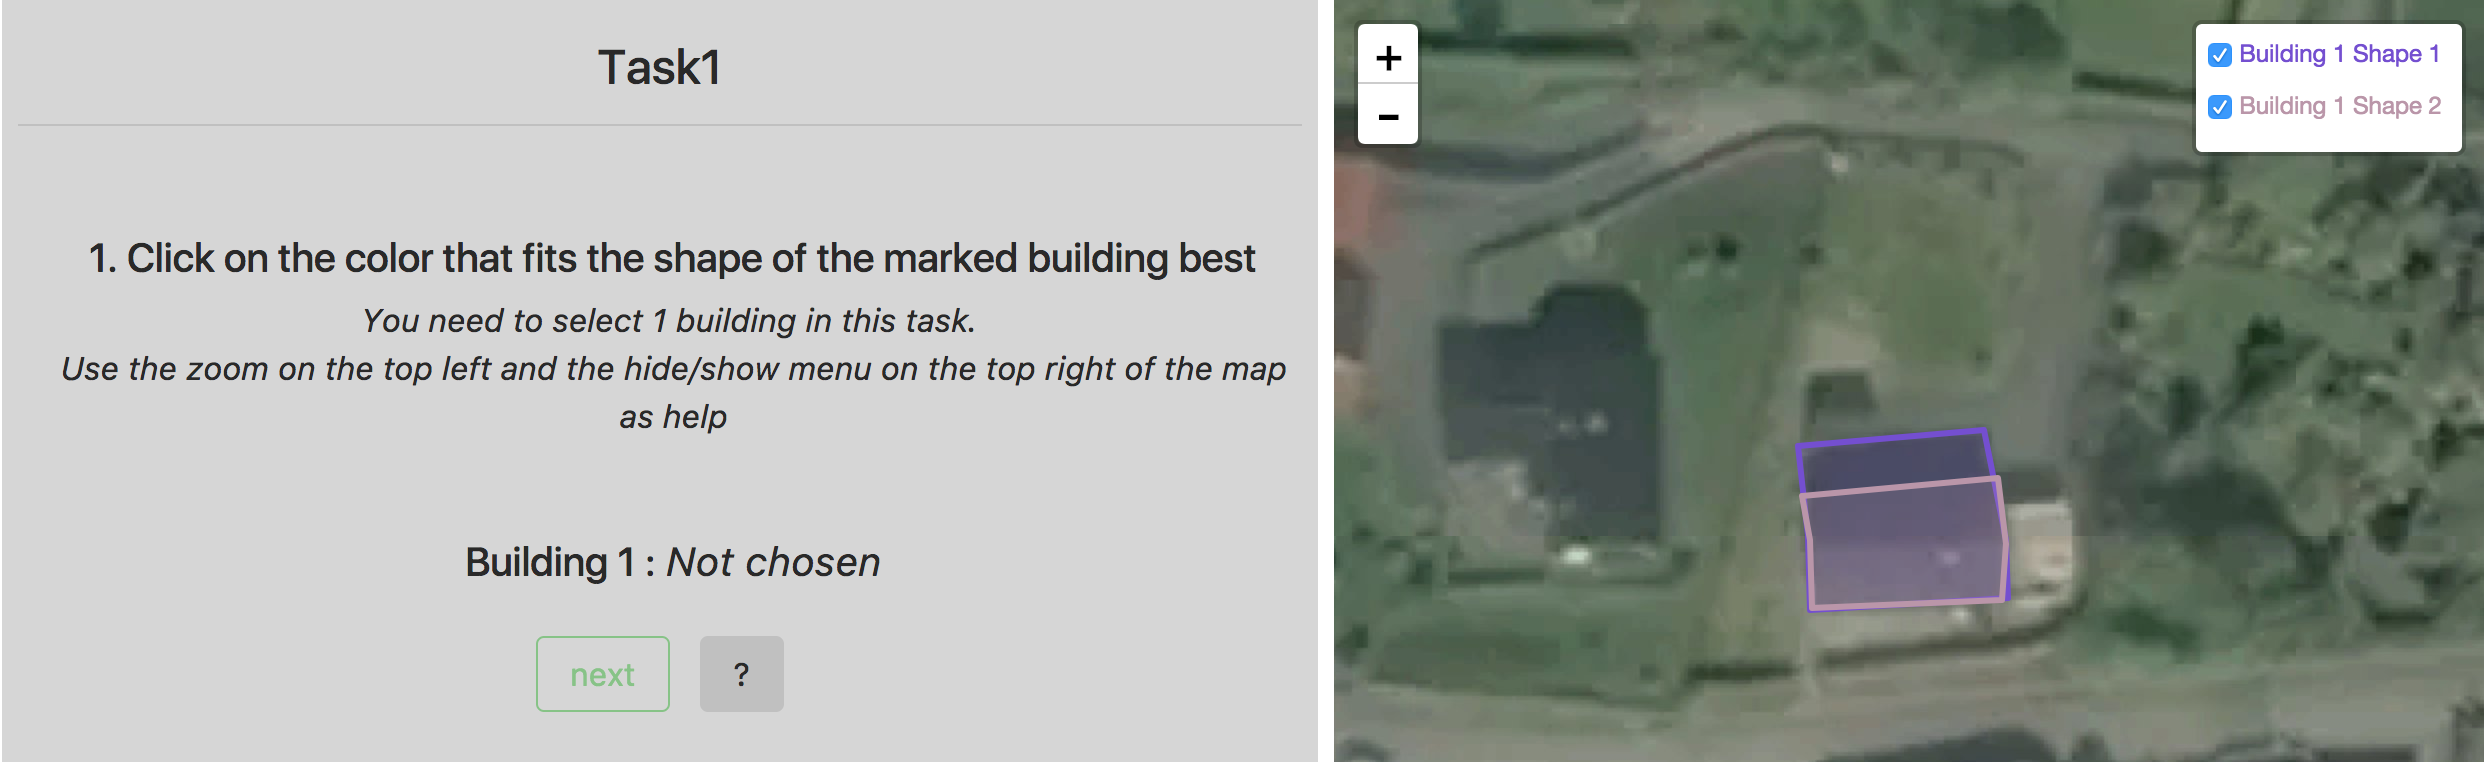 Task1
1. Click on the color that fits the shape of the marked building best
You need to select 1 building in this task.
Use the zoom on the top left and the hide/show menu on the top right of the map
as help
Building 1 : Not chosen
next
?
+
-
Building 1 Shape 1
Building 1 Shape 2